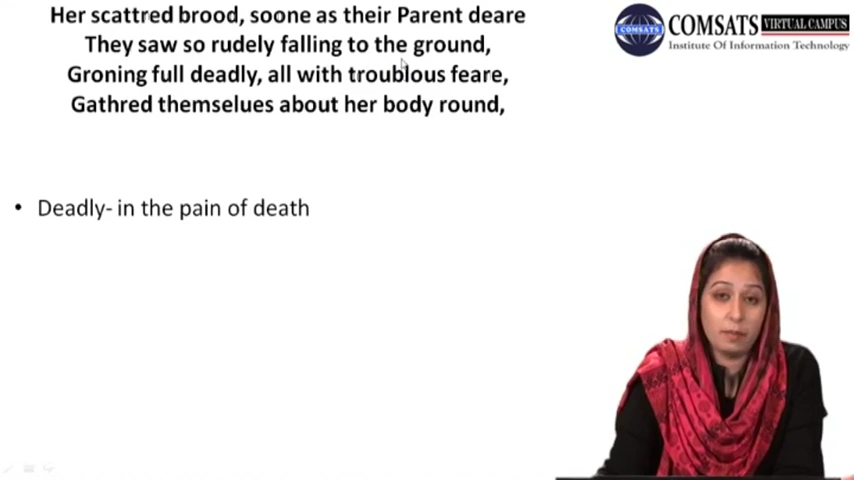 Her scattred brood, soone as their Parent deare
They saw so rudely falling to the ground,
Groning full deadly, all with troublous feare,
Gathred themselues about her body round,
COMSATS
COMSATS VIRTUAL CAMPUS
Institute Of Information Technology
• Deadly- in the pain of death